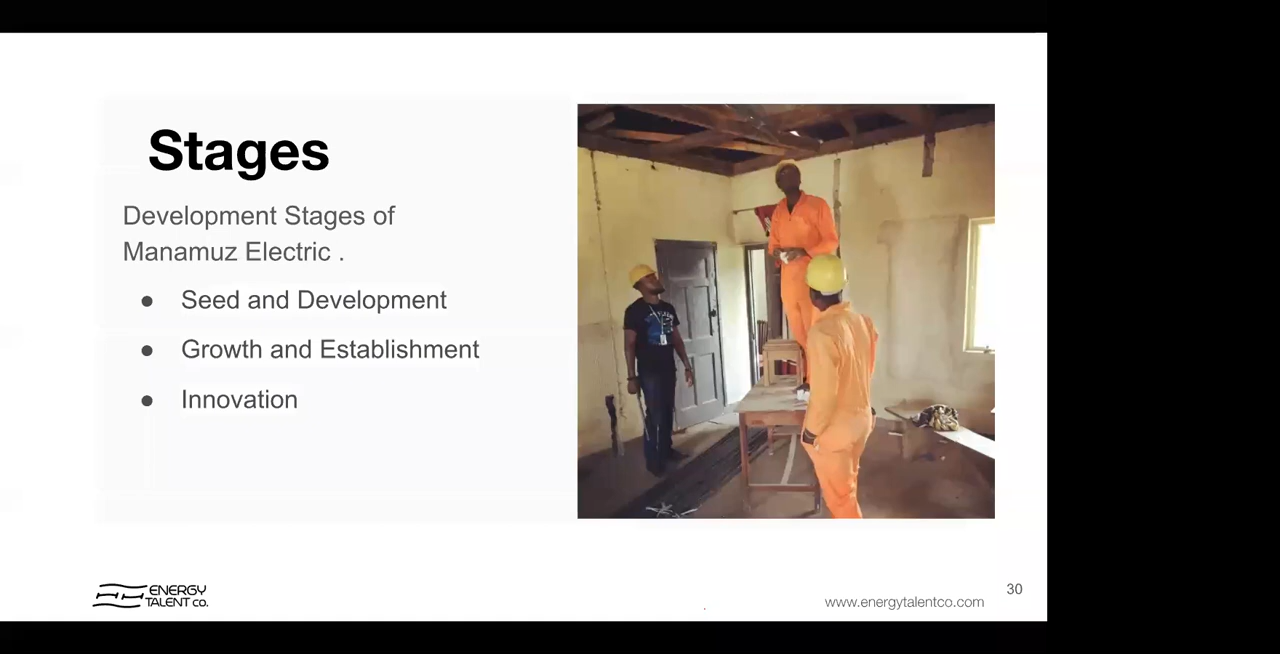 Stages
Development Stages of
Manamuz Electric .
● Seed and Development
● Growth and Establishment
● Innovation
ENERGY
TALENT CO.
www.energytalentco.com
30